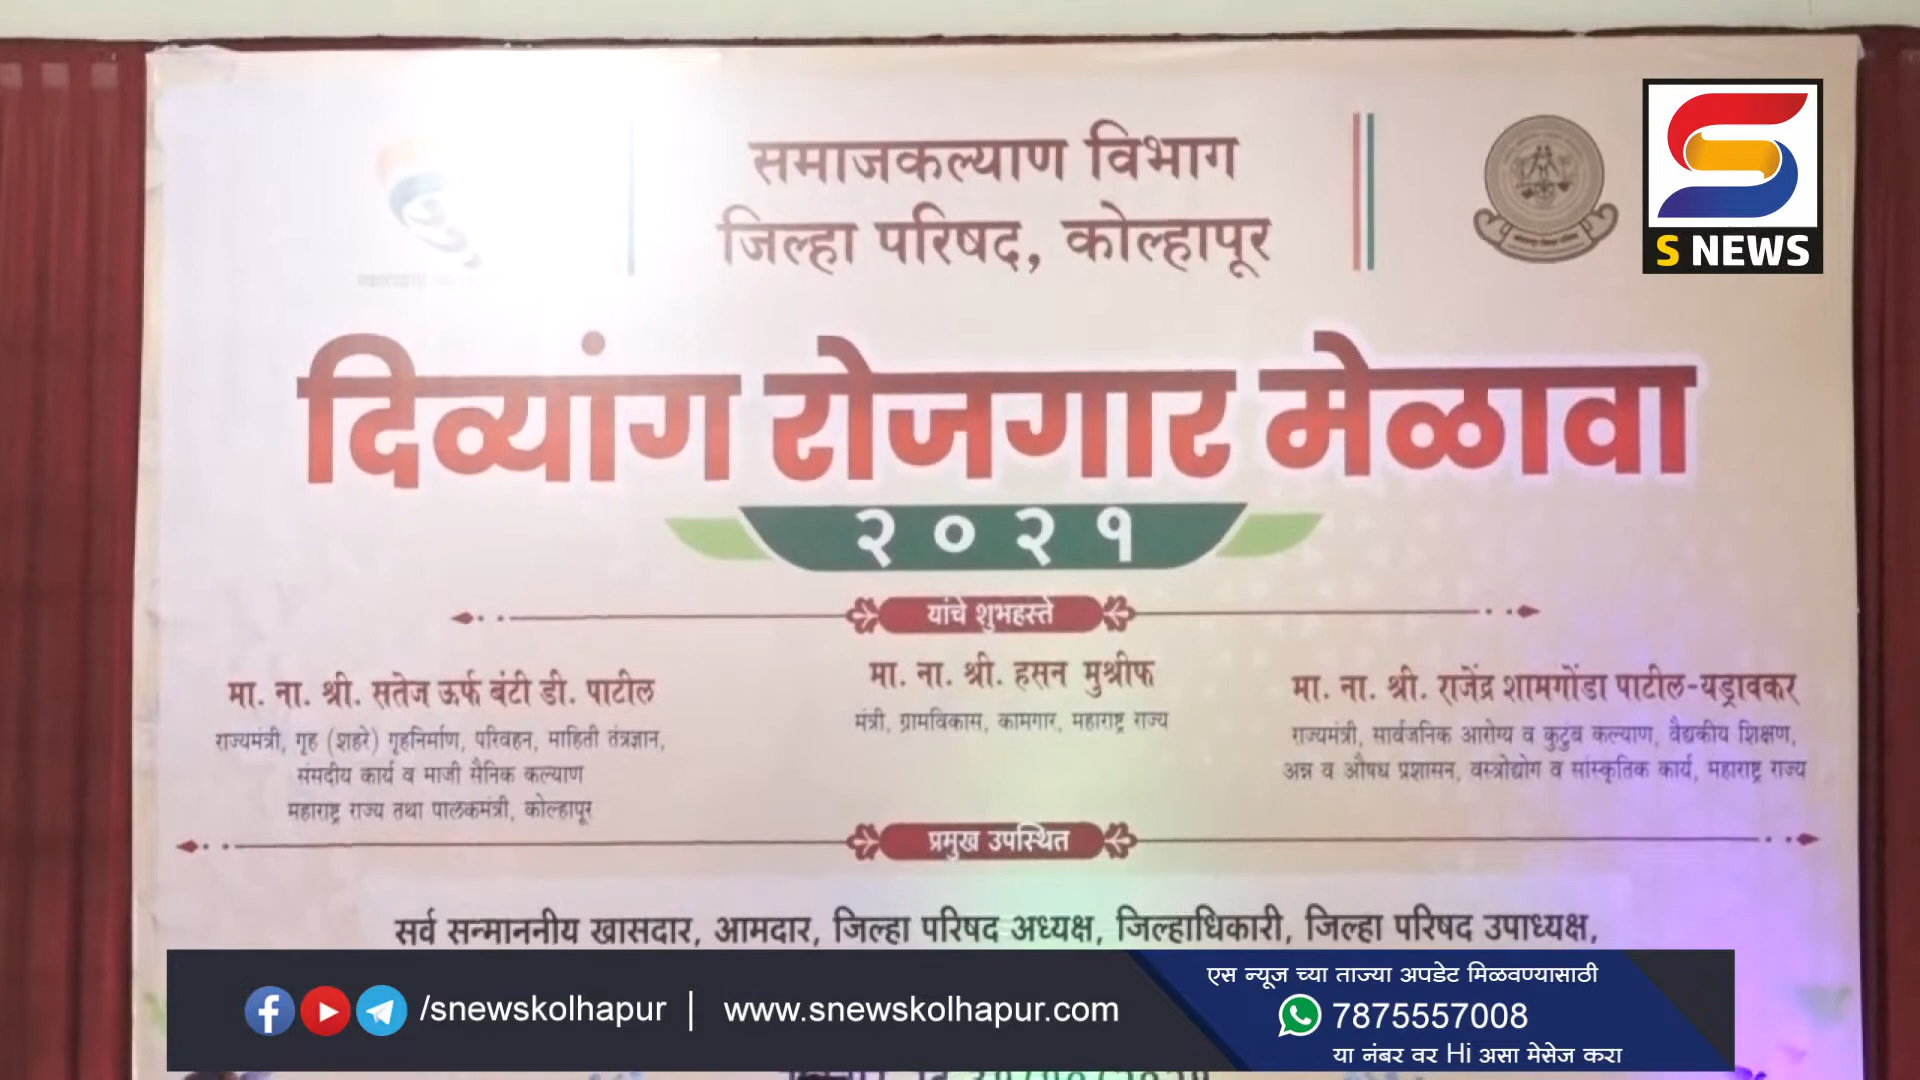 समाजकल्याण विभाग
जिल्हा परिषद, कोल्हापूर
S NEWS
दिव्यांग रोजगार मेळावा
२०२१
यांचे शुभहस्ते
मा. ना. श्री. सतेज ऊर्फ बंटी डी. पाटील
राज्यमंत्री, गृह (शहरे) गृहनिर्माण, परिवहन, माहिती तंत्रज्ञान,
संसदीय कार्य व माजी सैनिक कल्याण
महाराष्ट्र राज्य तथा पालकमंत्री, कोल्हापूर
मा. ना. श्री. हसन मुश्रीफ
मंत्री, ग्रामविकास, कामगार, महाराष्ट्र राज्य
मा. ना. श्री. राजेंद्र शामगोंडा पाटील-यड्रावकर
राज्यमंत्री, सार्वजनिक आरोग्य व कुटुंब कल्याण, वैद्यकीय शिक्षण,
अन्न व औषध प्रशासन, वस्त्रोद्योग व सांस्कृतिक कार्य, महाराष्ट्र राज्य
प्रमुख उपस्थित
सर्व सन्माननीय खासदार, आमदार, जिल्हा परिषद अध्यक्ष, जिल्हाधिकारी, जिल्हा परिषद उपाध्यक्ष,
/snewskolhapur | www.snewskolhapur.com
एस न्यूज च्या ताज्या अपडेट मिळवण्यासाठी
7875557008
या नंबर वर Hi असा मेसेज करा